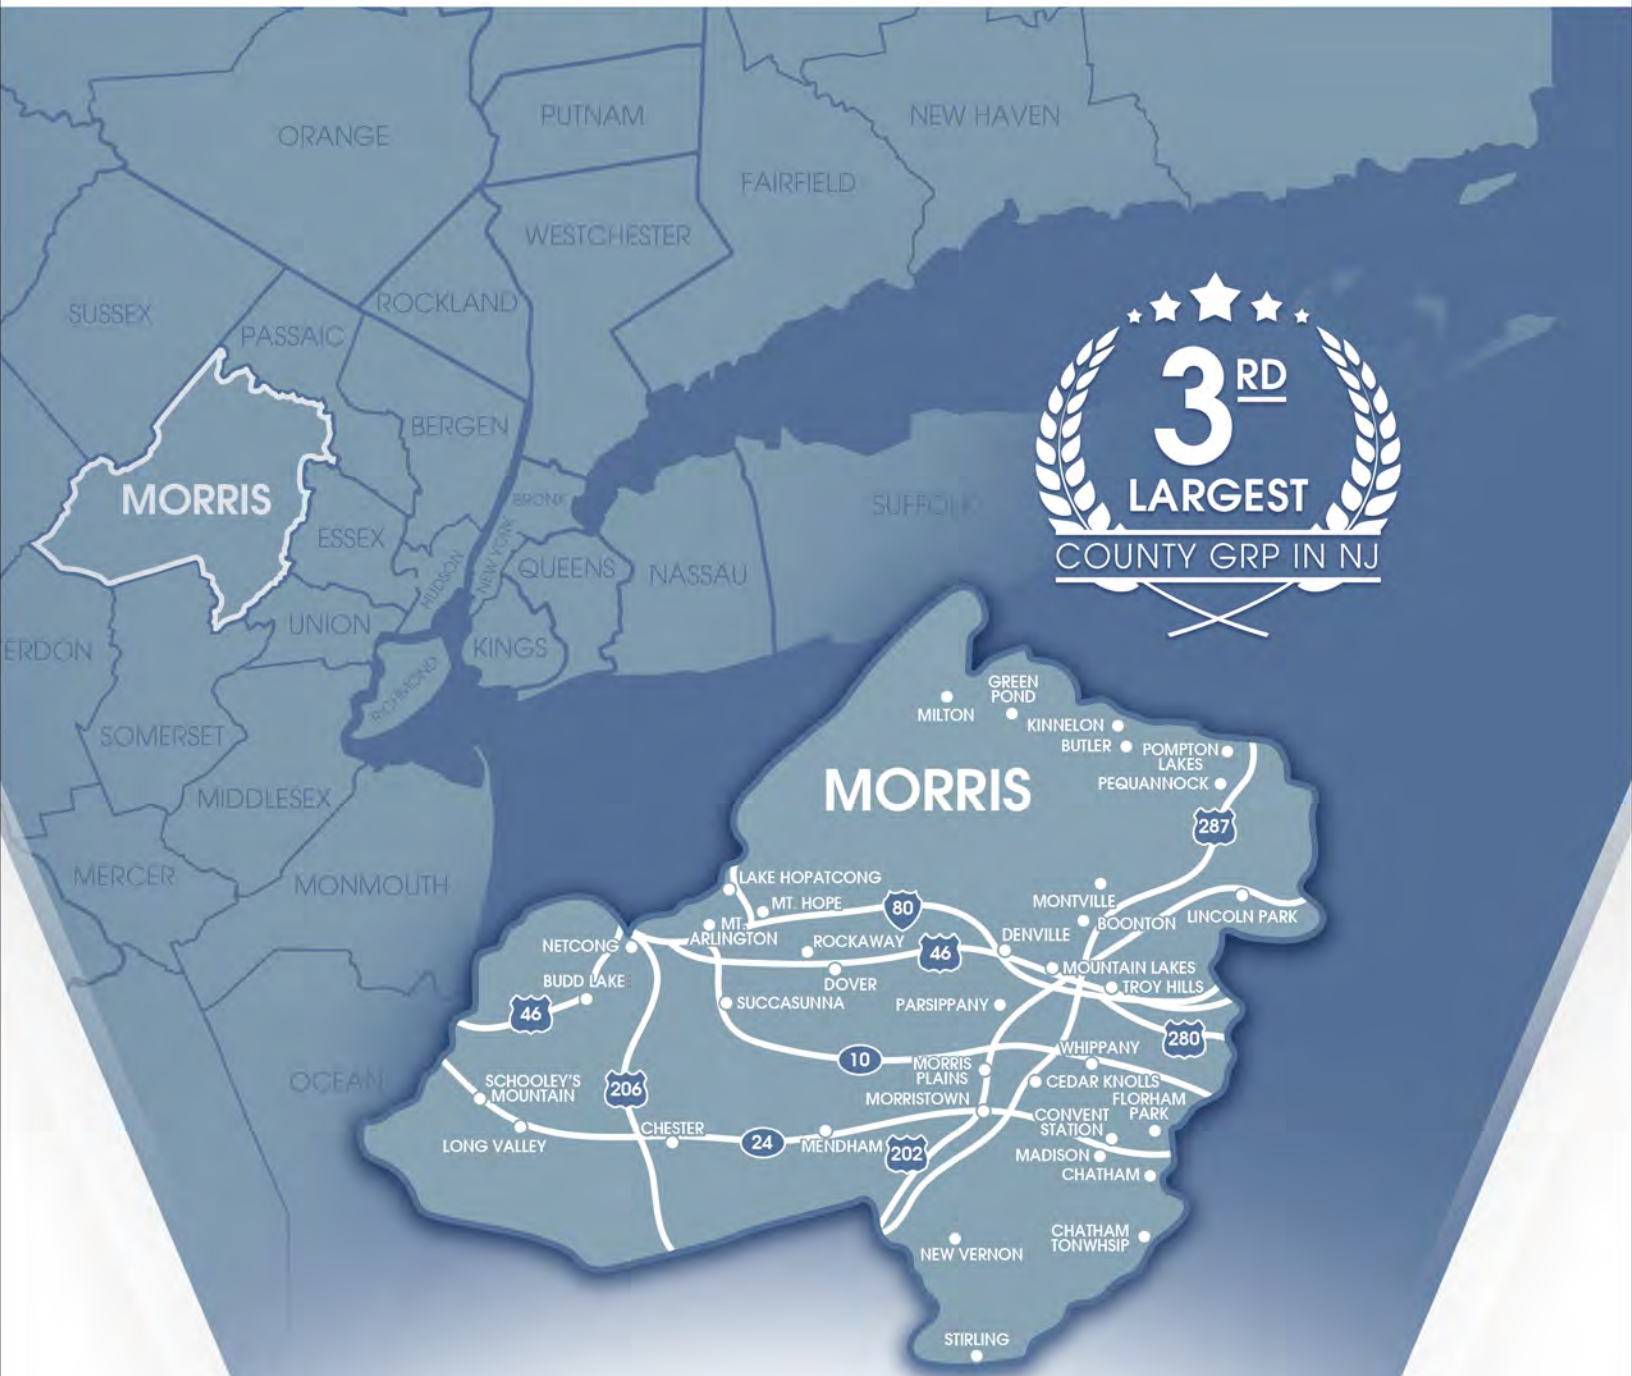 PUTNAM
NEW HAVEN
ORANGE
FAIRFIELD
WESTCHESTER
ROCKLAND
SUSSEX
PASSAIC
BERGEN
MORRIS
BRONX
SUFFOLK
ESSEX
HUDSON
NEW YORK
QUEENS
NASSAU
UNION
KINGS
ERDON
RICHMOND
SOMERSET
MIDDLESEX
MERCER
MONMOUTH
OCEAN
3RD
LARGEST
COUNTY GRP IN NJ
GREEN
POND
MILTON
KINNELON
BUTLER
POMPTON
LAKES
PEQUANNOCK
MORRIS
287
LAKE HOPATCONG
MT. HOPE
80
MONTVILLE
LINCOLN PARK
MT.
ARLINGTON
BOONTON
DENVILLE
NETCONG
ROCKAWAY
46
MOUNTAIN LAKES
BUDD LAKE
DOVER
TROY HILLS
SUCCASUNNA
PARSIPPANY
46
280
10
WHIPPANY
MORRIS
PLAINS
SCHOOLEY'S
MOUNTAIN
206
CEDAR KNOLLS
MORRISTOWN
FLORHAM
PARK
CONVENT
STATION
CHESTER
LONG VALLEY
24
MENDHAM
202
MADISON
CHATHAM
CHATHAM
TONWHSIP
NEW VERNON
STIRLING